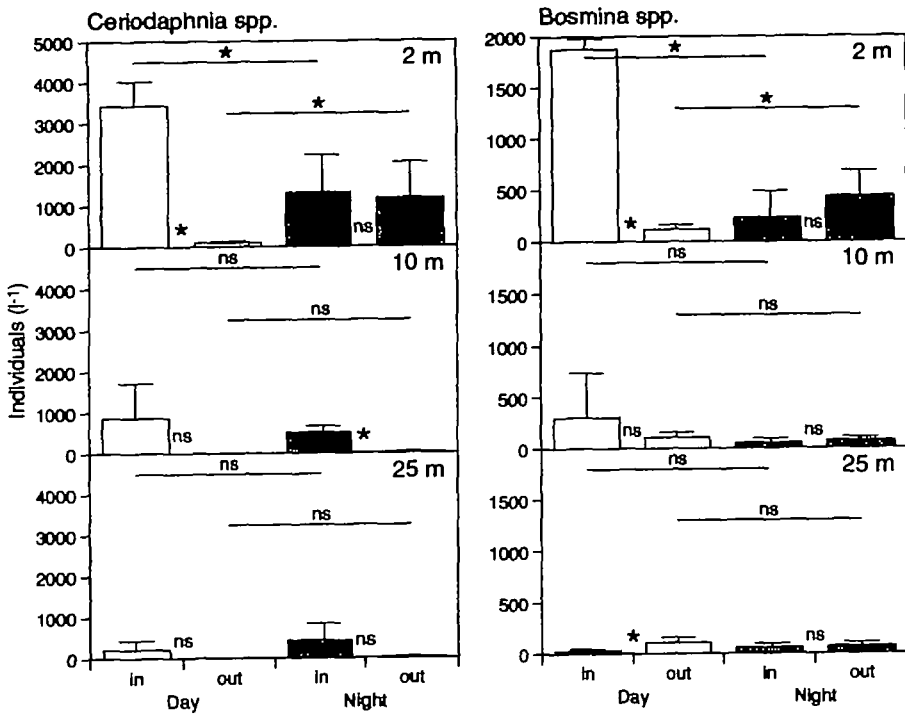 Ceriodaphnia spp.
Bosmina spp.
Individuals (l-1)
5000
4000
3000
2000
1000
0
*
2 m
*
*
ns
2000
1500
1000
500
0
*
2 m
*
*
ns
4000
3000
2000
1000
0
ns
10 m
ns
ns
*
1500
1000
500
0
ns
10 m
ns
ns
ns
4000
3000
2000
1000
0
ns
25 m
ns
ns
ns
1500
1000
500
0
ns
25 m
ns
*
ns
in out in out
Day Night
in out in out
Day Night